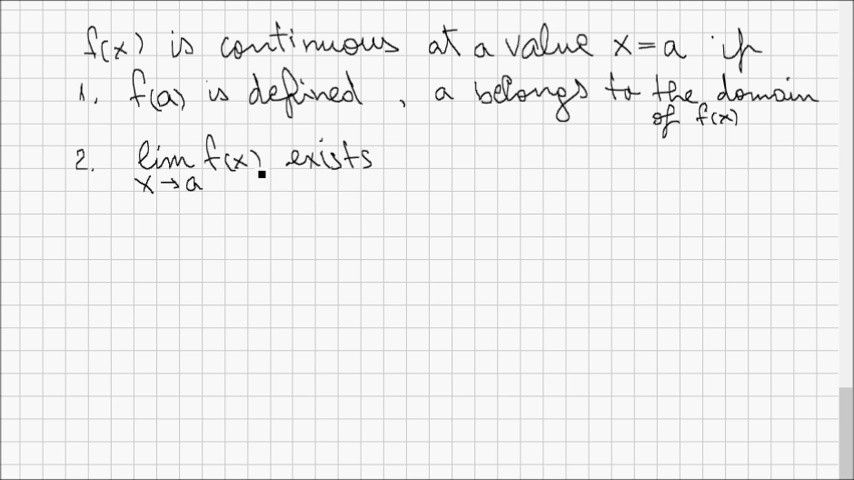 f(x) is continuous at a value x = a if
1. f(a) is defined, a belongs to the domain
of f(x)
2. lim f(x) exists
x→a